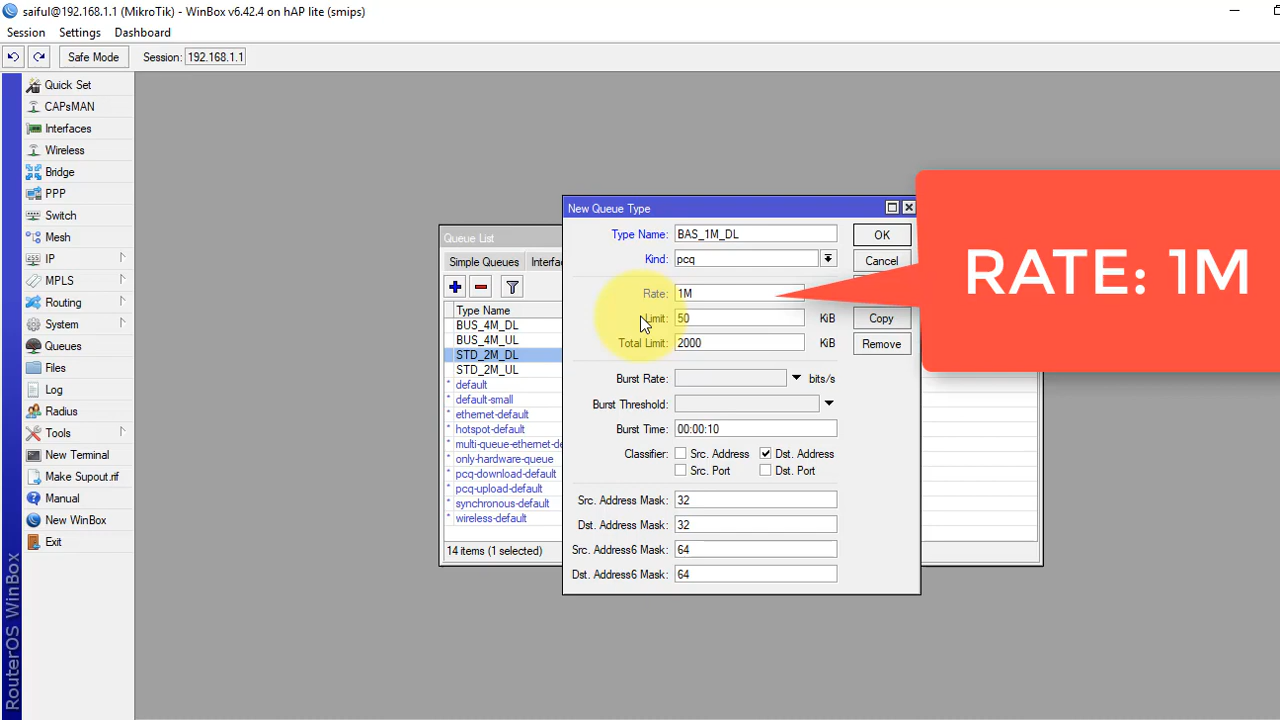 saiful@192.168.1.1 (MikroTik) - WinBox v6.42.4 on hAP lite (smips)
Session Settings Dashboard
Safe Mode Session: 192.168.1.1
Quick Set
CAPsMAN
Interfaces
Wireless
Bridge
PPP
Switch
Mesh
IP
MPLS
Routing
System
Queues
Files
Log
Radius
Tools
New Terminal
Make Supout.rif
Manual
New WinBox
Exit
RouterOS WinBox
Queue List
Simple Queues Interfa
Type Name
BUS_4M_DL
BUS_4M_UL
STD_2M_DL
STD_2M_UL
* default
* default-small
* ethernet-default
* hotspot-default
* multi-queue-ethernet-de
* only-hardware-queue
* pcq-download-default
* pcq-upload-default
* synchronous-default
* wireless-default
14 items (1 selected)
New Queue Type
Type Name: BAS_1M_DL
Kind: pcq
Rate: 1M
Limit: 50 KiB
Total Limit: 2000 KiB
Burst Rate: bits/s
Burst Threshold:
Burst Time: 00:00:10
Classifier: Src. Address Dst. Address
Src. Port Dst. Port
Src. Address Mask: 32
Dst. Address Mask: 32
Src. Address6 Mask: 64
Dst. Address6 Mask: 64
OK
Cancel
Copy
Remove
RATE: 1M